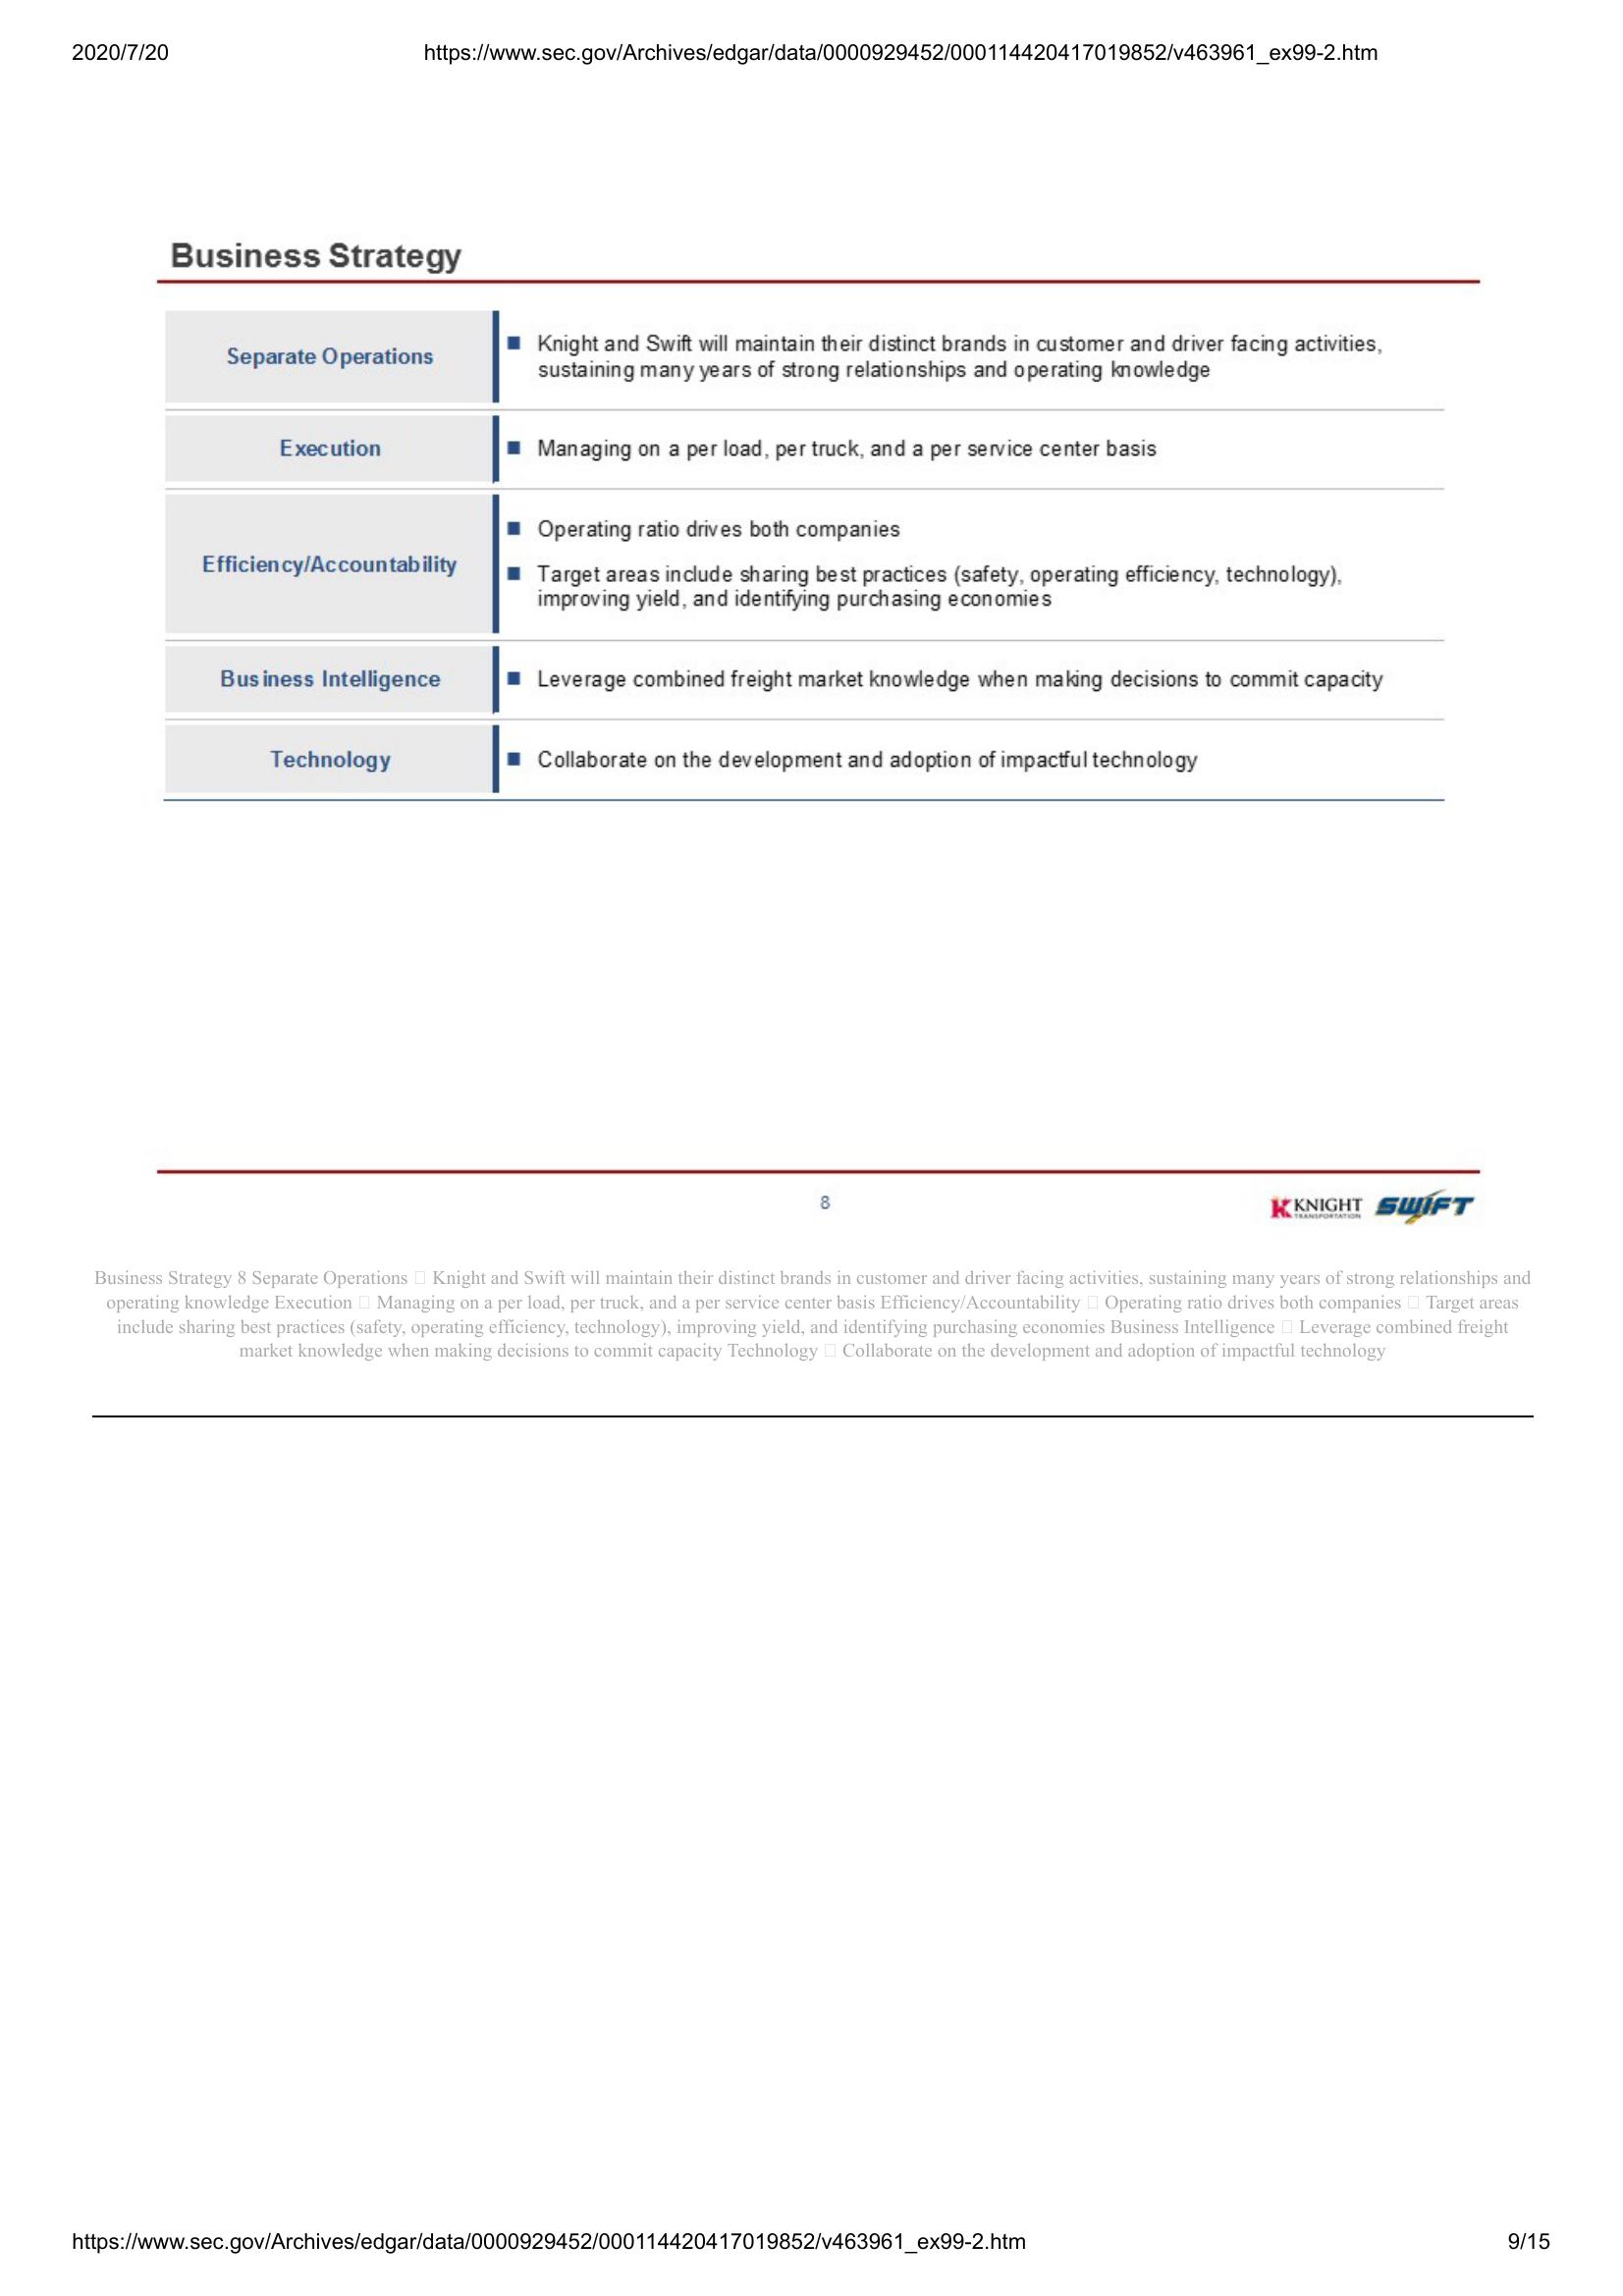 2020/7/20 https://www.sec.gov/Archives/edgar/data/0000929452/000114420417019852/v463961_ex99-2.htm
Business Strategy
Separate Operations
■ Knight and Swift will maintain their distinct brands in customer and driver facing activities,
sustaining many years of strong relationships and operating knowledge
Execution
■ Managing on a per load, per truck, and a per service center basis
Efficiency/Accountability
■ Operating ratio drives both companies
■ Target areas include sharing best practices (safety, operating efficiency, technology),
improving yield, and identifying purchasing economies
Business Intelligence
■ Leverage combined freight market knowledge when making decisions to commit capacity
Technology
■ Collaborate on the development and adoption of impactful technology
8
KNIGHT
TRANSPORTATION
SWIFT
Business Strategy 8 Separate Operations □ Knight and Swift will maintain their distinct brands in customer and driver facing activities, sustaining many years of strong relationships and
operating knowledge Execution □ Managing on a per load, per truck, and a per service center basis Efficiency/Accountability □ Operating ratio drives both companies □ Target areas
include sharing best practices (safety, operating efficiency, technology), improving yield, and identifying purchasing economies Business Intelligence □ Leverage combined freight
market knowledge when making decisions to commit capacity Technology □ Collaborate on the development and adoption of impactful technology
https://www.sec.gov/Archives/edgar/data/0000929452/000114420417019852/v463961_ex99-2.htm 9/15